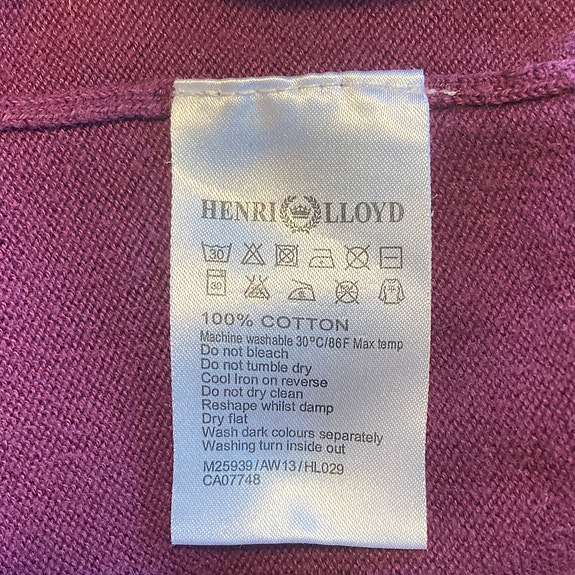 HENRI LLOYD
30
30
100% COTTON
Machine washable 30°C/86F Max temp
Do not bleach
Do not tumble dry
Cool Iron on reverse
Do not dry clean
Reshape whilst damp
Dry flat
Wash dark colours separately
Washing turn inside out
M25939/AW13/HL029
CA07748